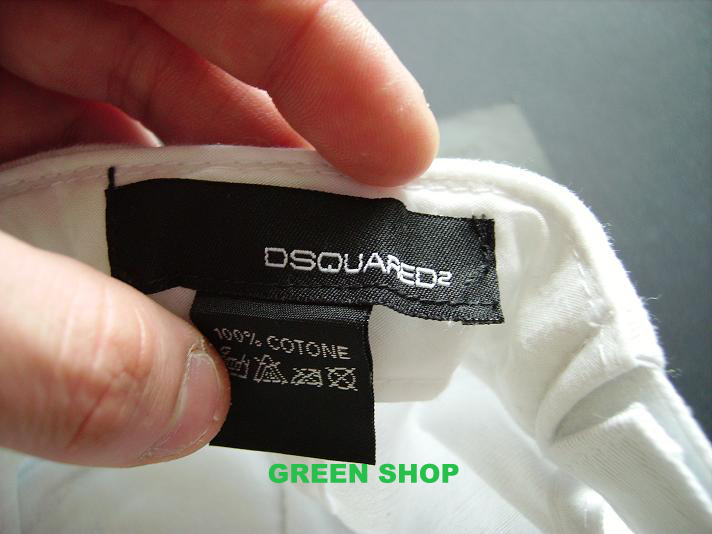 DSQUARED2
100% COTONE
GREEN SHOP